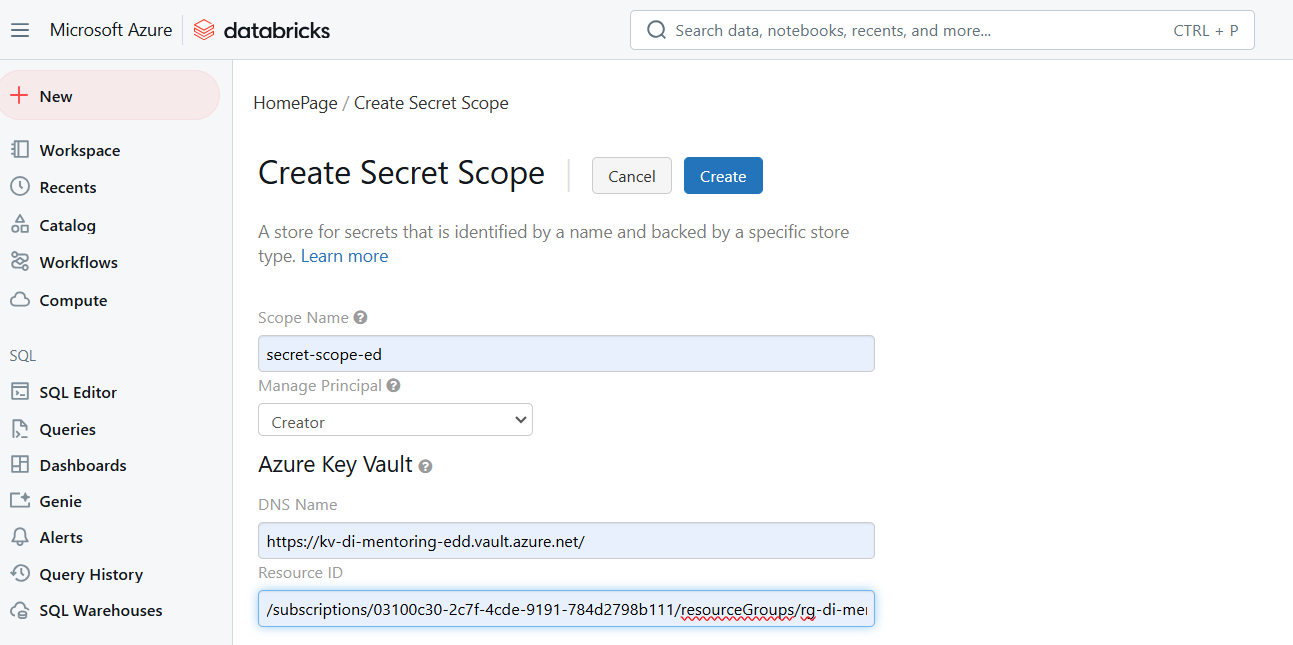 Microsoft Azure databricks
Search data, notebooks, recents, and more... CTRL + P
New
Workspace
Recents
Catalog
Workflows
Compute
SQL
SQL Editor
Queries
Dashboards
Genie
Alerts
Query History
SQL Warehouses
HomePage / Create Secret Scope
Create Secret Scope
Cancel
Create
A store for secrets that is identified by a name and backed by a specific store
type. Learn more
Scope Name ?
secret-scope-ed
Manage Principal ?
Creator
Azure Key Vault ?
DNS Name
https://kv-di-mentoring-edd.vault.azure.net/
Resource ID
/subscriptions/03100c30-2c7f-4cde-9191-784d2798b111/resourceGroups/rg-di-me